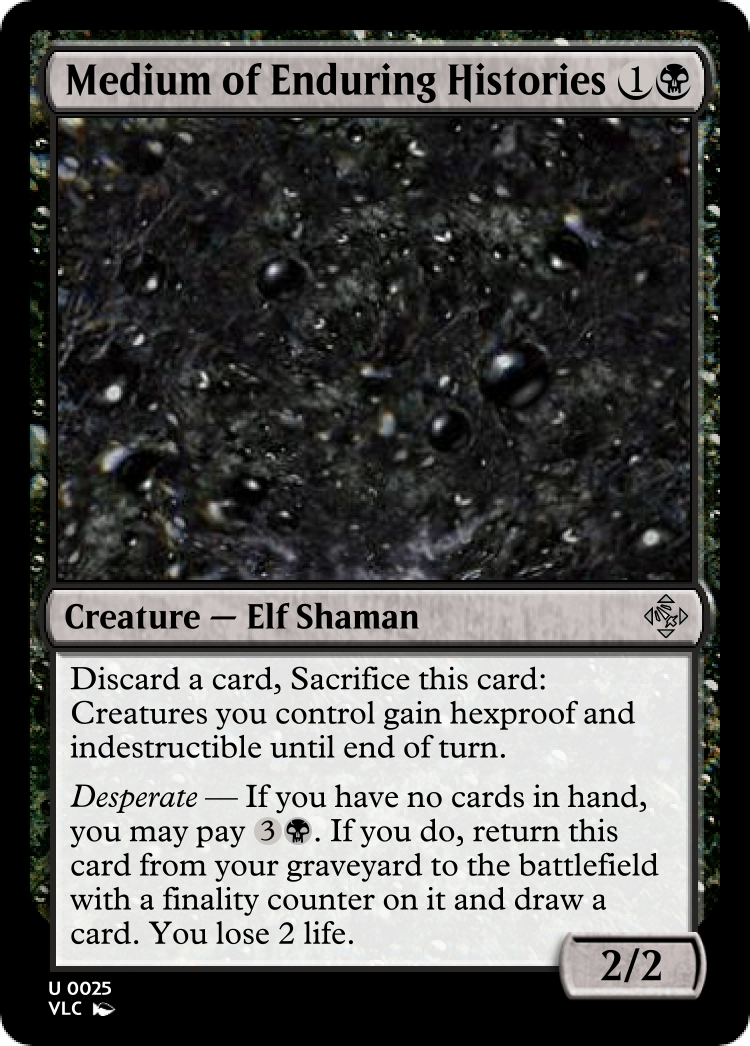 Medium of Enduring Histories 1
Creature — Elf Shaman
Discard a card, Sacrifice this card:
Creatures you control gain hexproof and
indestructible until end of turn.
Desperate — If you have no cards in hand,
you may pay 3. If you do, return this
card from your graveyard to the battlefield
with a finality counter on it and draw a
card. You lose 2 life.
2/2
U 0025
VLC